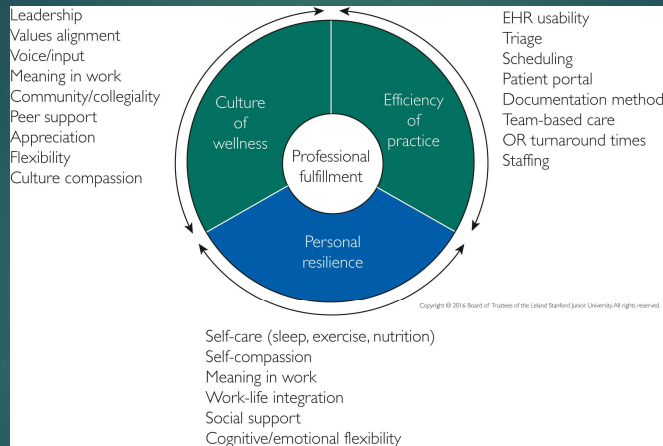 Leadership
Values alignment
Voice/input
Meaning in work
Community/collegiality
Peer support
Appreciation
Flexibility
Culture compassion
Culture
of
wellness
Efficiency
of
practice
Professional
fulfillment
Personal
resilience
EHR usability
Triage
Scheduling
Patient portal
Documentation method
Team-based care
OR turnaround times
Staffing
Copyright © 2016 Board of Trustees of the Leland Stanford Junior University. All rights reserved.
Self-care (sleep, exercise, nutrition)
Self-compassion
Meaning in work
Work-life integration
Social support
Cognitive/emotional flexibility